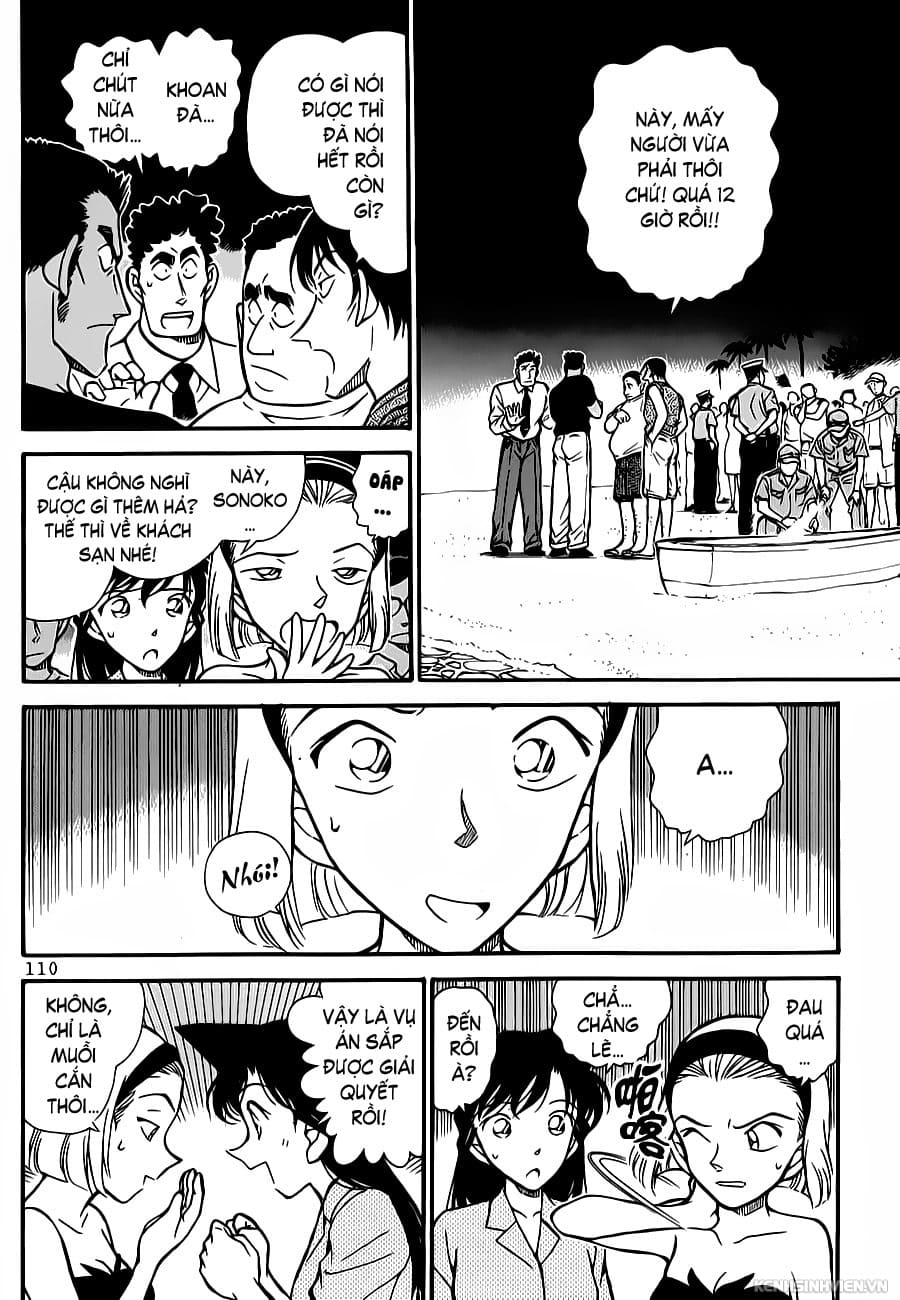 NÀY, MẤY
NGƯỜI VỪA
PHẢI THÔI
CHỨ! QUÁ 12
GIỜ RỒI!!
CÓ GÌ NÓI
ĐƯỢC THÌ
ĐÃ NÓI
HẾT RỒI
CÒN
GÌ?
KHOAN
ĐÀ...
CHỈ
CHÚT
NỮA
THÔI...
OÁP
...
NÀY,
SONOKO
...
CẬU KHÔNG NGHĨ
ĐƯỢC GÌ THÊM HẢ?
THẾ THÌ VỀ KHÁCH
SẠN NHÉ!
A...
Nhói!
110
ĐAU
QUÁ
...
CHẲ...
CHẲNG
LẼ...
ĐẾN
RỒI
À?
VẬY LÀ VỤ
ÁN SẮP
ĐƯỢC GIẢI
QUYẾT
RỒI!
KHÔNG,
CHỈ LÀ
MUỖI
CẮN
THÔI...
KENHSINHVIEN.VN